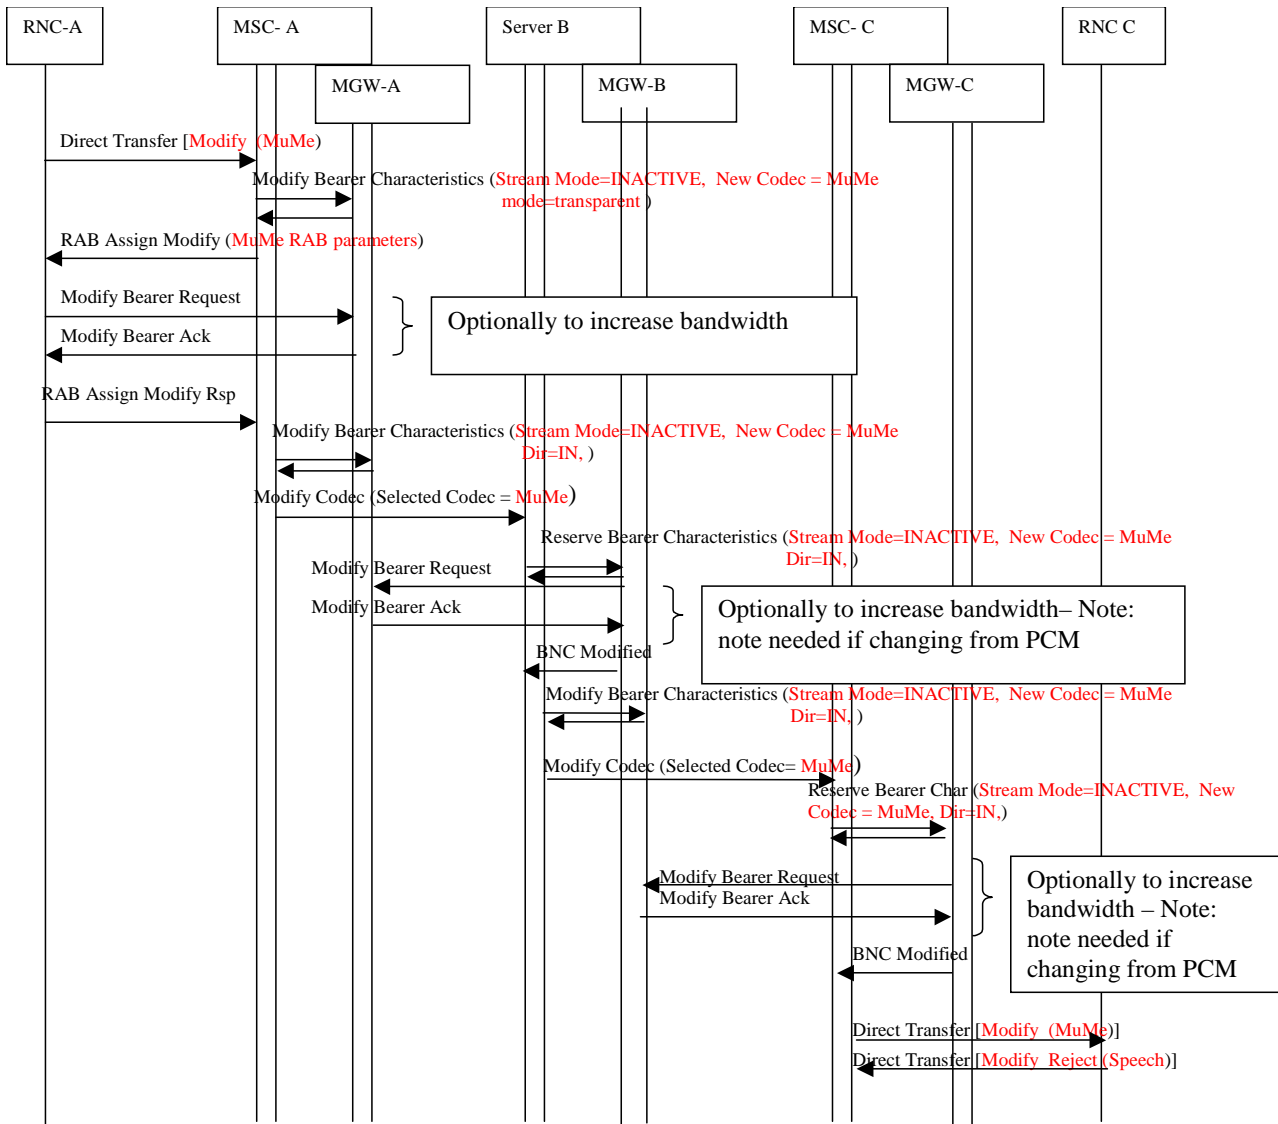 RNC-A
MSC- A
Server B
MSC- C
RNC C
MGW-A
MGW-B
MGW-C
Direct Transfer [Modify (MuMe)
Modify Bearer Characteristics (Stream Mode=INACTIVE, New Codec = MuMe
mode=transparent )
RAB Assign Modify (MuMe RAB parameters)
Modify Bearer Request
Optionally to increase bandwidth
Modify Bearer Ack
RAB Assign Modify Rsp
Modify Bearer Characteristics (Stream Mode=INACTIVE, New Codec = MuMe
Dir=IN, )
Modify Codec (Selected Codec = MuMe)
Reserve Bearer Characteristics (Stream Mode=INACTIVE, New Codec = MuMe
Dir=IN, )
Modify Bearer Request
Modify Bearer Ack
Optionally to increase bandwidth– Note:
note needed if changing from PCM
BNC Modified
Modify Bearer Characteristics (Stream Mode=INACTIVE, New Codec = MuMe
Dir=IN, )
Modify Codec (Selected Codec= MuMe)
Reserve Bearer Char (Stream Mode=INACTIVE, New
Codec = MuMe, Dir=IN,)
Modify Bearer Request
Modify Bearer Ack
Optionally to increase
bandwidth – Note:
note needed if
changing from PCM
BNC Modified
Direct Transfer [Modify (MuMe)]
Direct Transfer [Modify Reject (Speech)]